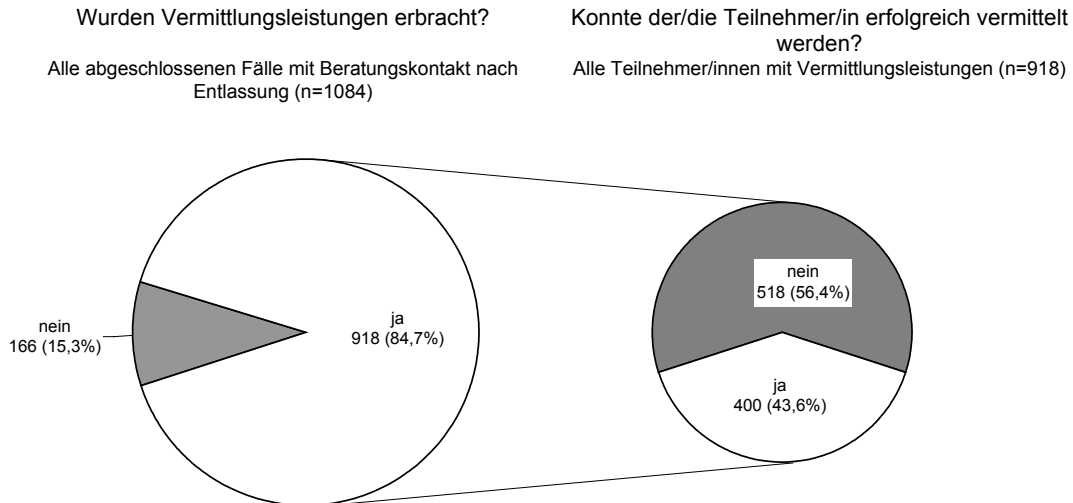 Wurden Vermittlungsleistungen erbracht?
Alle abgeschlossenen Fälle mit Beratungskontakt nach
Entlassung (n=1084)
Konnte der/die Teilnehmer/in erfolgreich vermittelt
werden?
Alle Teilnehmer/innen mit Vermittlungsleistungen (n=918)
nein
166 (15,3%)
ja
918 (84,7%)
nein
518 (56,4%)
ja
400 (43,6%)